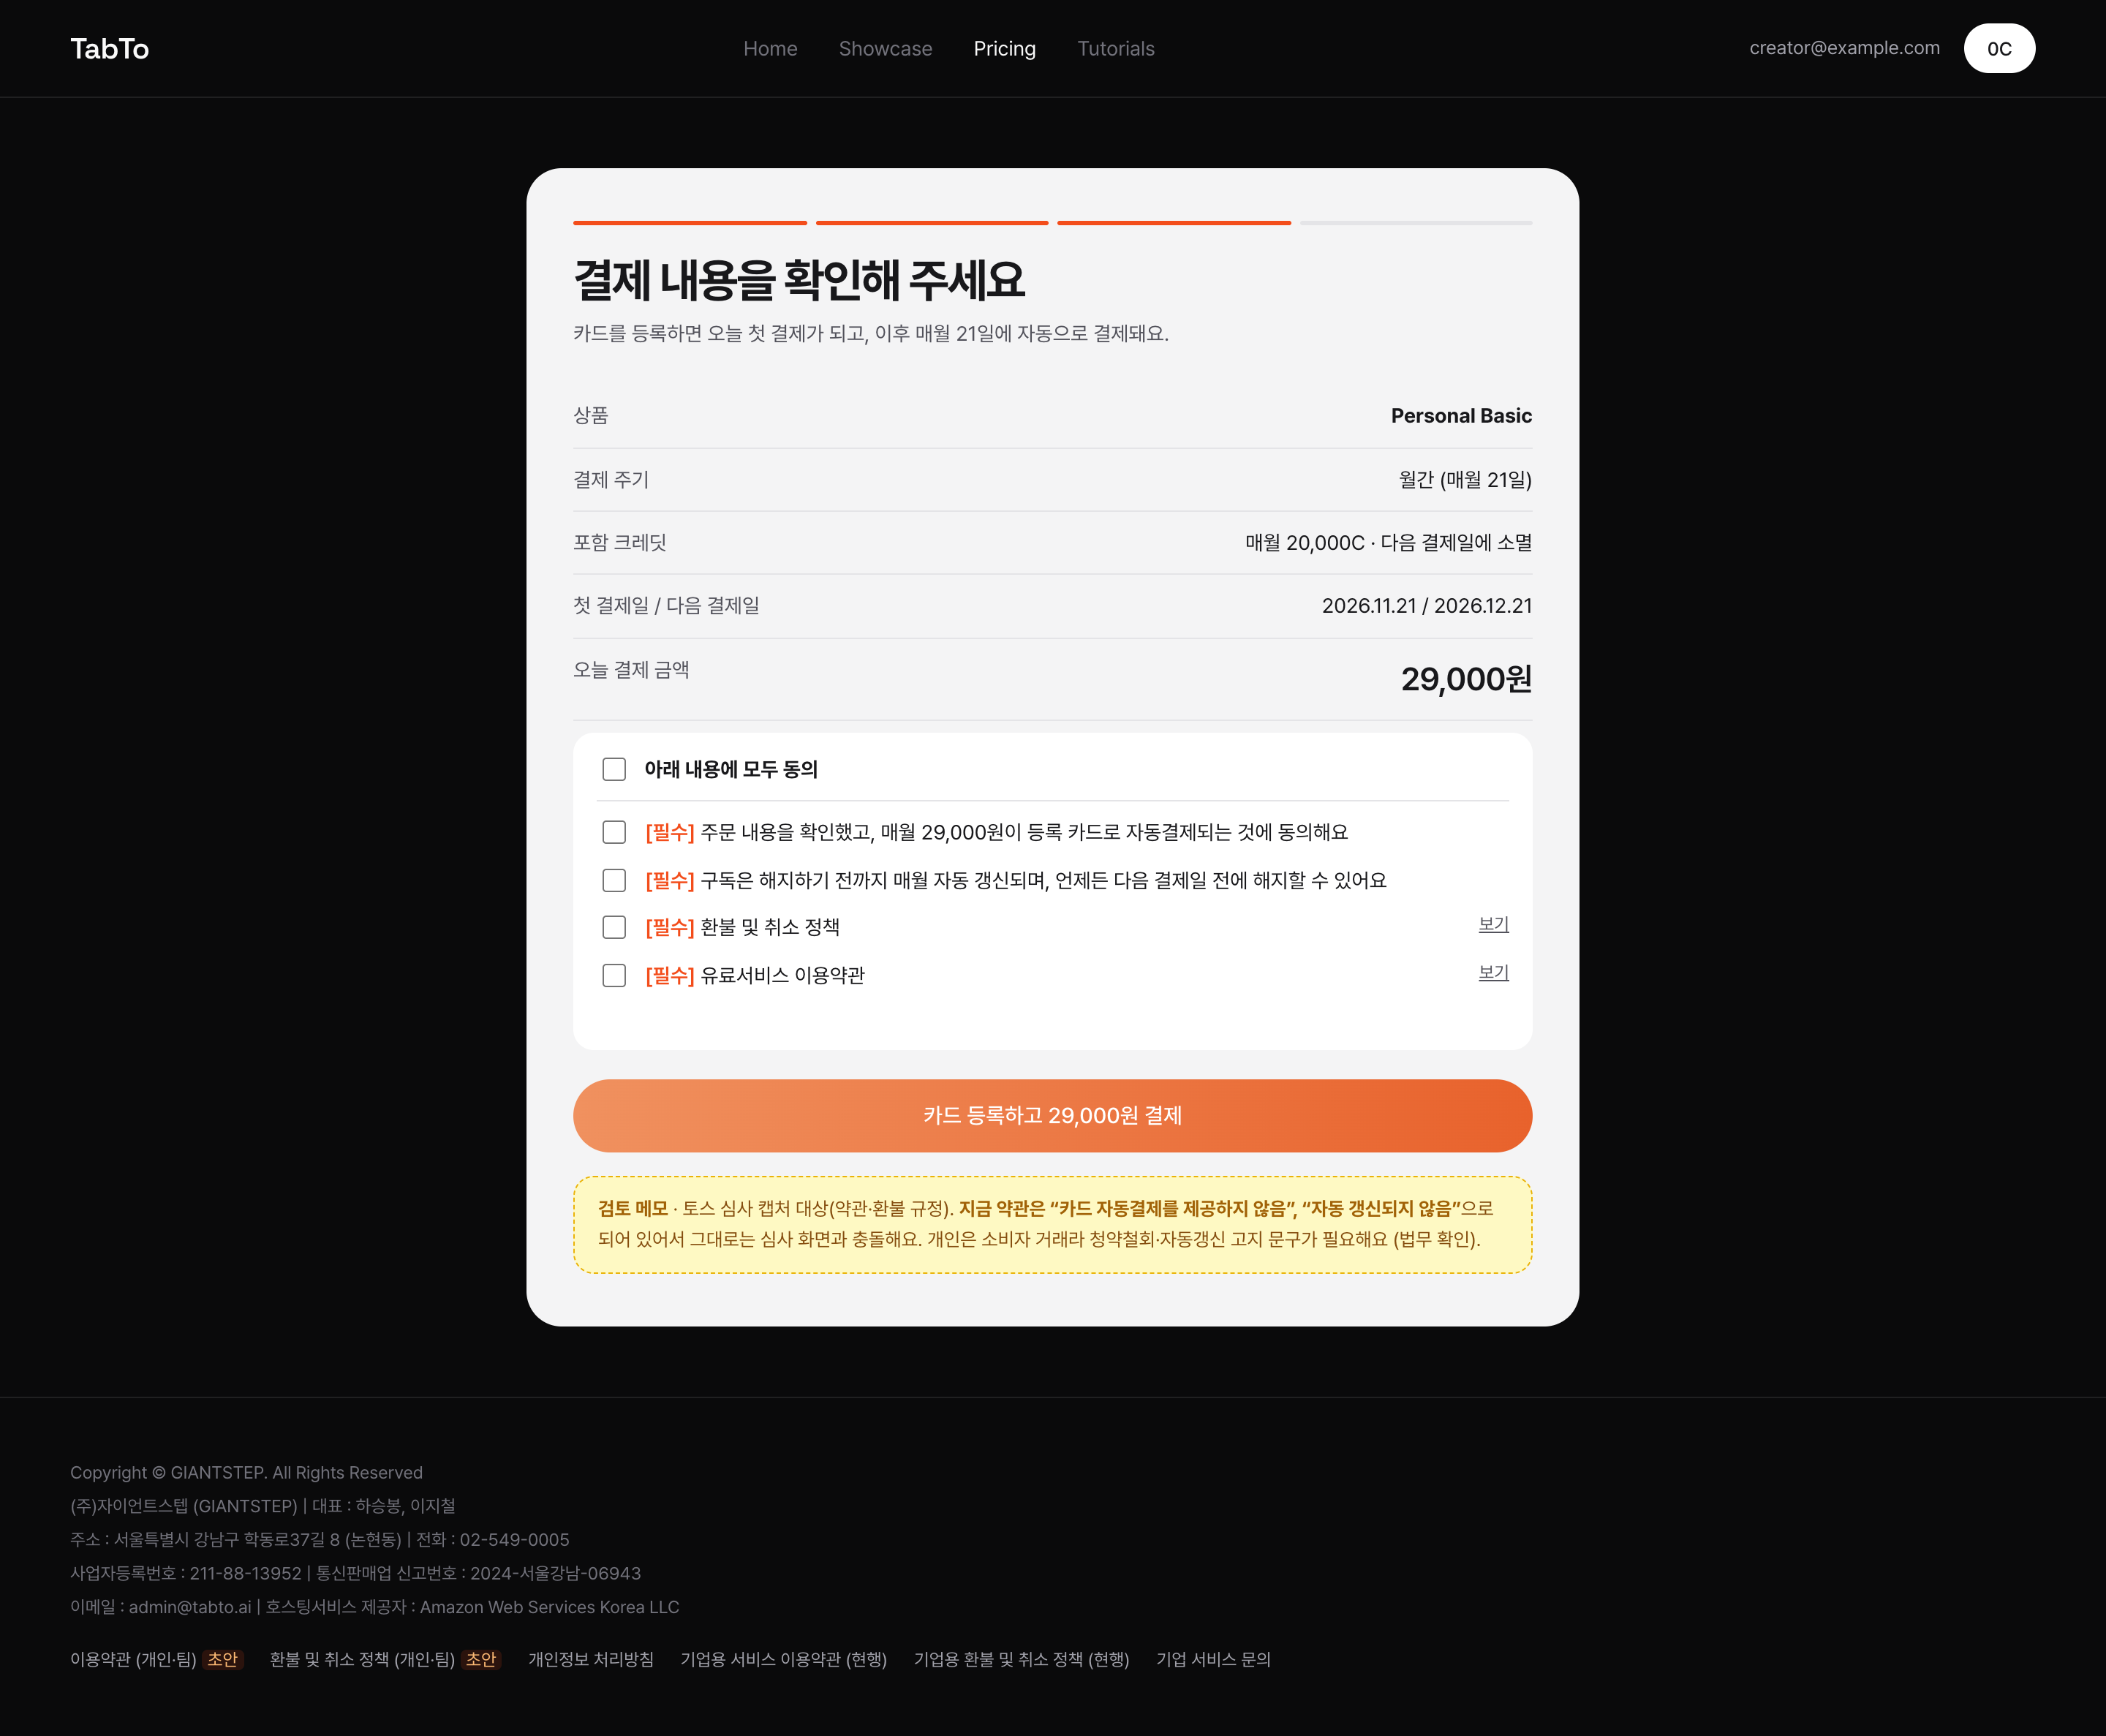 TabTo
Home Showcase Pricing Tutorials
creator@example.com 0C
결제 내용을 확인해 주세요
카드를 등록하면 오늘 첫 결제가 되고, 이후 매월 21일에 자동으로 결제돼요.
상품 Personal Basic
결제 주기 월간 (매월 21일)
포함 크레딧 매월 20,000C · 다음 결제일에 소멸
첫 결제일 / 다음 결제일 2026.11.21 / 2026.12.21
오늘 결제 금액 29,000원
아래 내용에 모두 동의
[필수] 주문 내용을 확인했고, 매월 29,000원이 등록 카드로 자동결제되는 것에 동의해요
[필수] 구독은 해지하기 전까지 매월 자동 갱신되며, 언제든 다음 결제일 전에 해지할 수 있어요
[필수] 환불 및 취소 정책 보기
[필수] 유료서비스 이용약관 보기
카드 등록하고 29,000원 결제
검토 메모 · 토스 심사 캡처 대상(약관·환불 규정). 지금 약관은 “카드 자동결제를 제공하지 않음”, “자동 갱신되지 않음”으로
되어 있어서 그대로는 심사 화면과 충돌해요. 개인은 소비자 거래라 청약철회·자동갱신 고지 문구가 필요해요 (법무 확인).
Copyright © GIANTSTEP. All Rights Reserved
(주)자이언트스텝 (GIANTSTEP) | 대표 : 하승봉, 이지철
주소 : 서울특별시 강남구 학동로37길 8 (논현동) | 전화 : 02-549-0005
사업자등록번호 : 211-88-13952 | 통신판매업 신고번호 : 2024-서울강남-06943
이메일 : admin@tabto.ai | 호스팅서비스 제공자 : Amazon Web Services Korea LLC
이용약관 (개인·팀) 초안 환불 및 취소 정책 (개인·팀) 초안 개인정보 처리방침 기업용 서비스 이용약관 (현행) 기업용 환불 및 취소 정책 (현행) 기업 서비스 문의